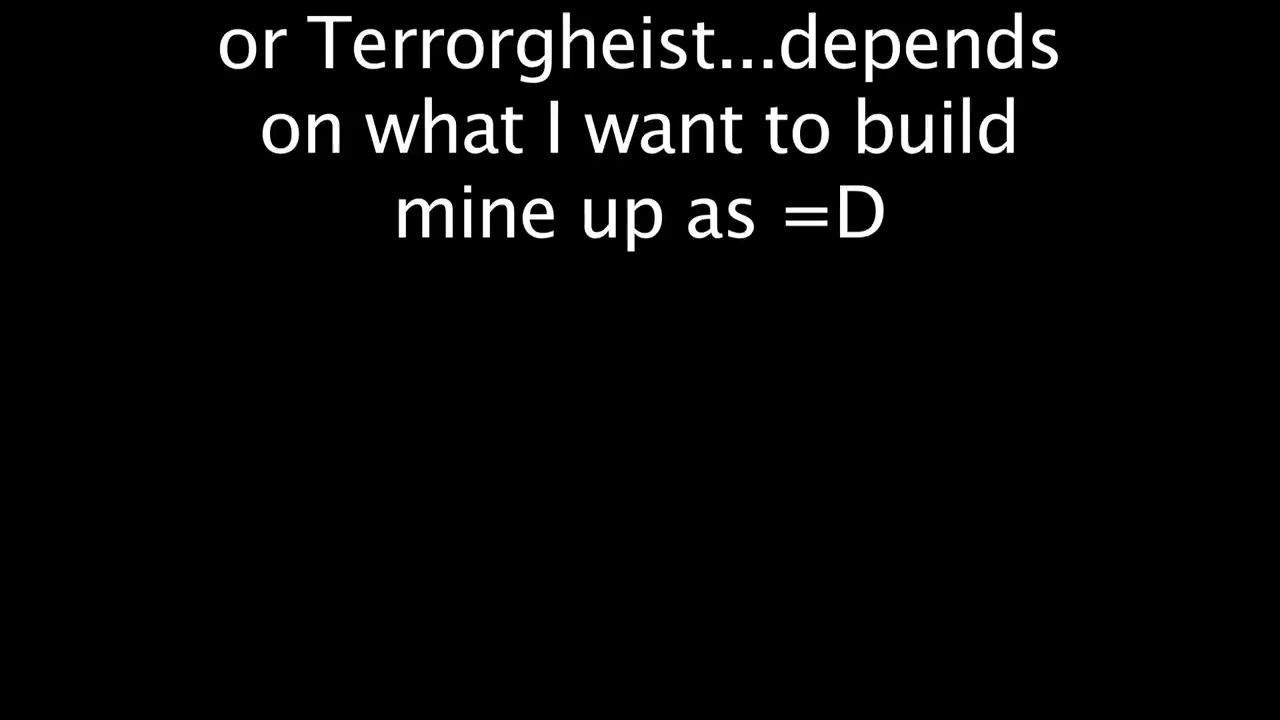 or Terrorgheist...depends
on what I want to build
mine up as =D